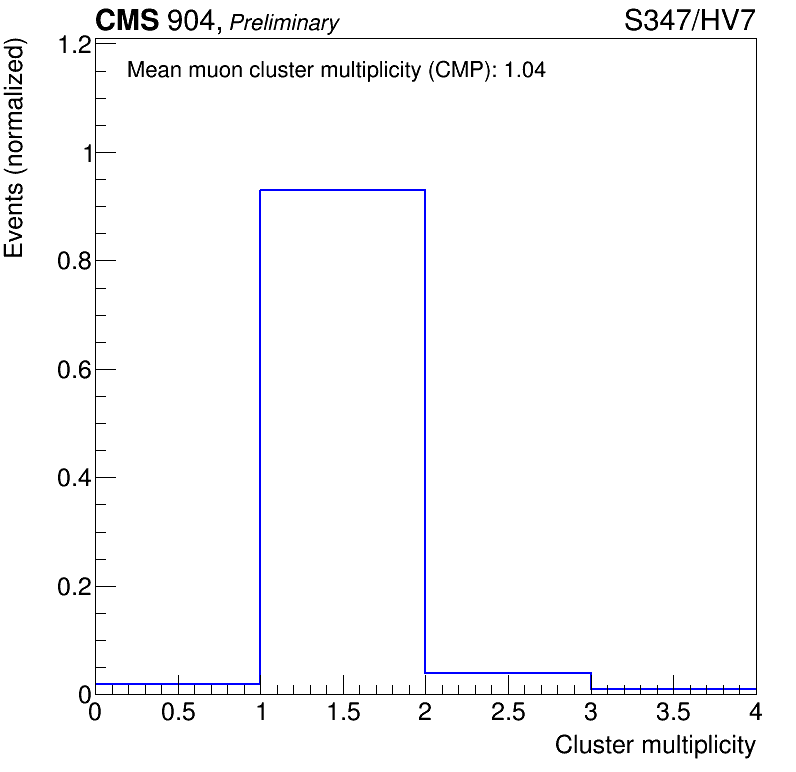 CMS 904, Preliminary S347/HV7
Mean muon cluster multiplicity (CMP): 1.04
Events (normalized)
1.2
1
0.8
0.6
0.4
0.2
0
0 0.5 1 1.5 2 2.5 3 3.5 4
Cluster multiplicity